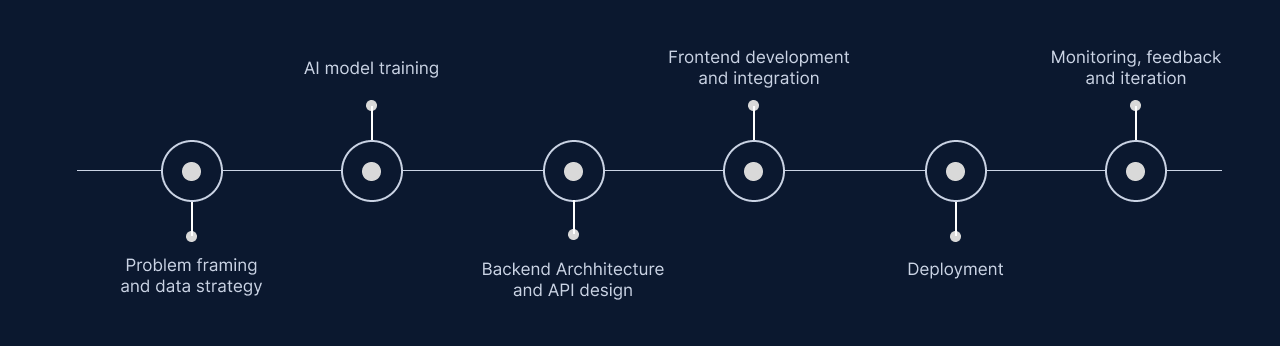 Problem framing
and data strategy
AI model training
Backend Archhitecture
and API design
Frontend development
and integration
Deployment
Monitoring, feedback
and iteration